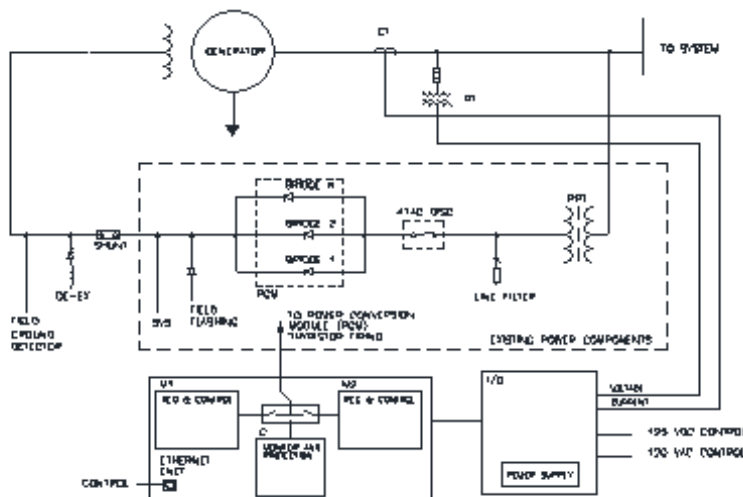 CT
GENERATOR
TO SYSTEM
PPT
BRIDGE N
BRIDGE 2
BRIDGE 1
PCM
SHUNT
DE-EX
FIELD
GROUND
DETECTOR
FIELD
FLASHING
LINE FILTER
TO POWER CONVERSION
MODULE (PCM)
THYRISTOR FIRING
EXISTING POWER COMPONENTS
M1
M2
I/O
REG & CONTROL
REG & CONTROL
VOLTAGE
CURRENT
125 VDC CONTROL
120 VAC CONTROL
MONITOR AND
PROTECTION
ETHERNET
CONTROL
POWER SUPPLY